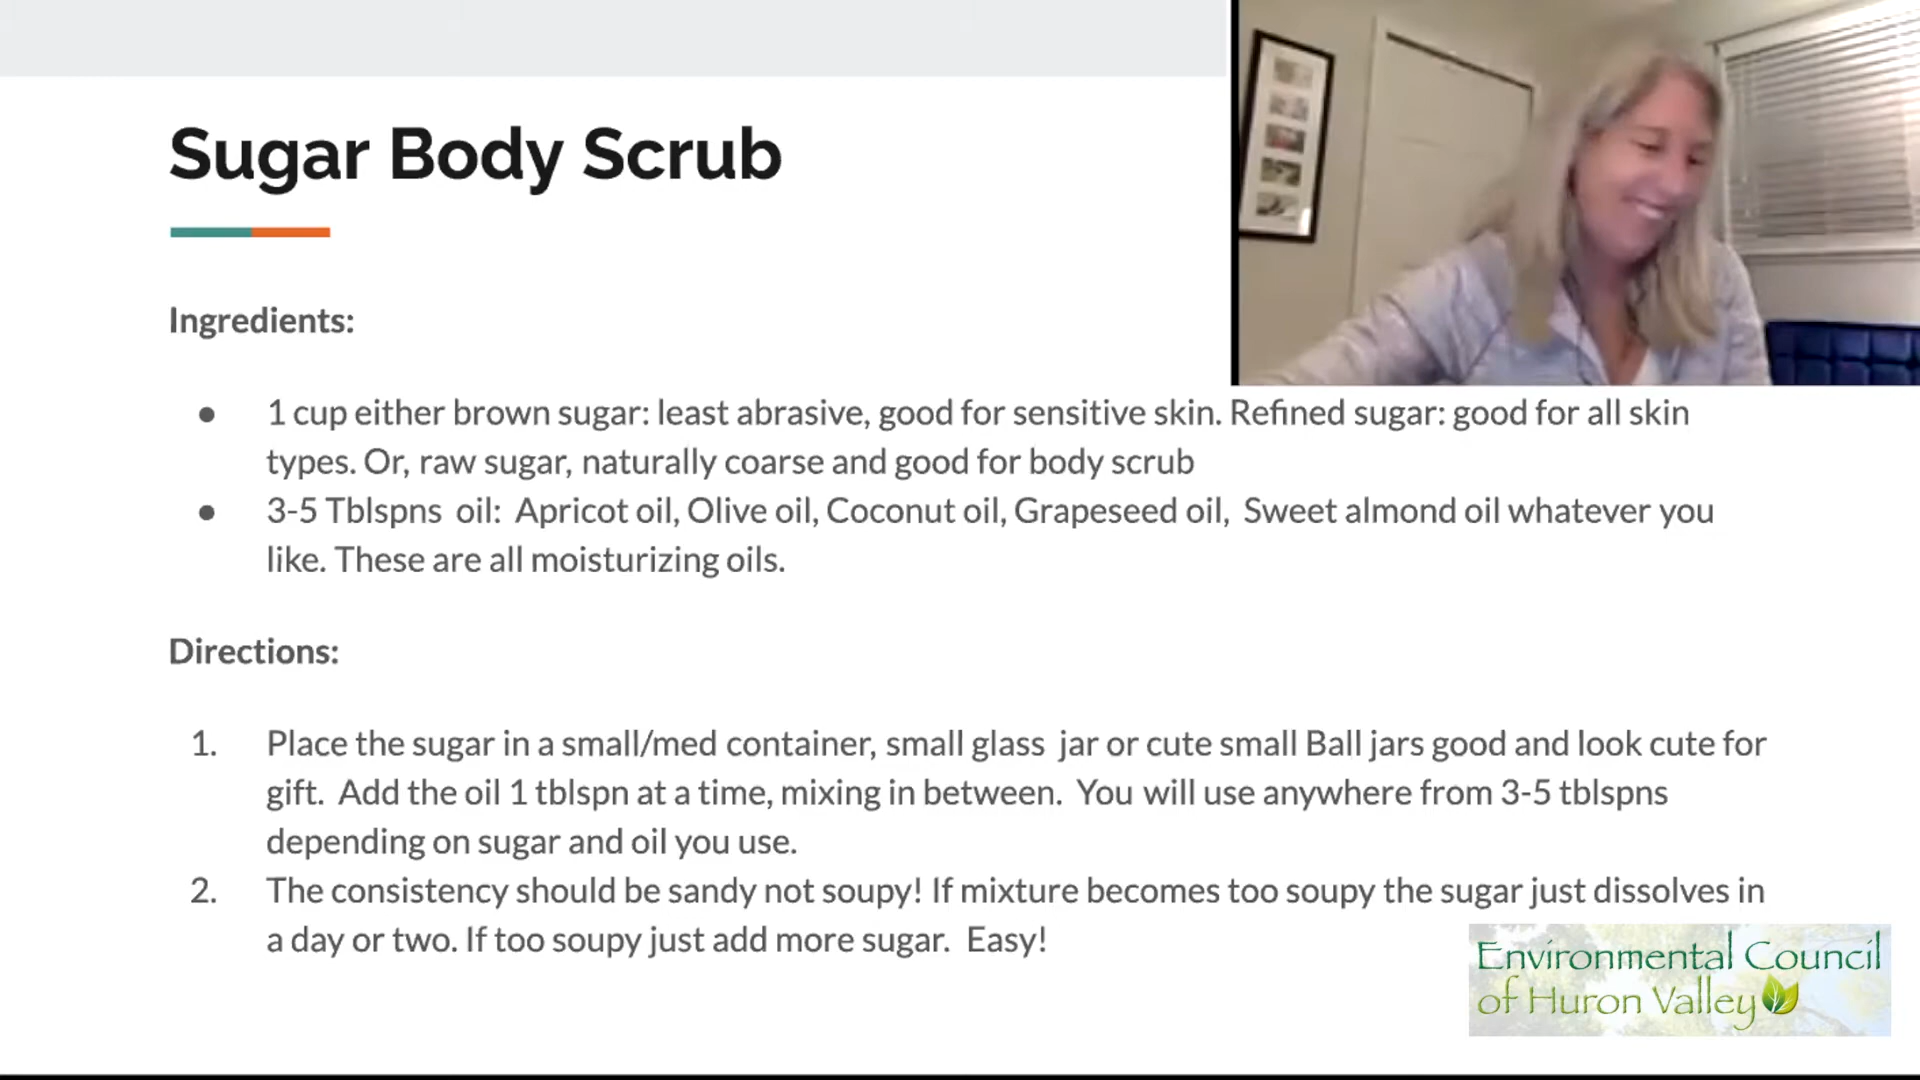 Sugar Body Scrub
Ingredients:
● 1 cup either brown sugar: least abrasive, good for sensitive skin. Refined sugar: good for all skin
types. Or, raw sugar, naturally coarse and good for body scrub
● 3-5 Tblspns oil: Apricot oil, Olive oil, Coconut oil, Grapeseed oil, Sweet almond oil whatever you
like. These are all moisturizing oils.
Directions:
1. Place the sugar in a small/med container, small glass jar or cute small Ball jars good and look cute for
gift. Add the oil 1 tblspn at a time, mixing in between. You will use anywhere from 3-5 tblspns
depending on sugar and oil you use.
2. The consistency should be sandy not soupy! If mixture becomes too soupy the sugar just dissolves in
a day or two. If too soupy just add more sugar. Easy!
Environmental Council
of Huron Valley